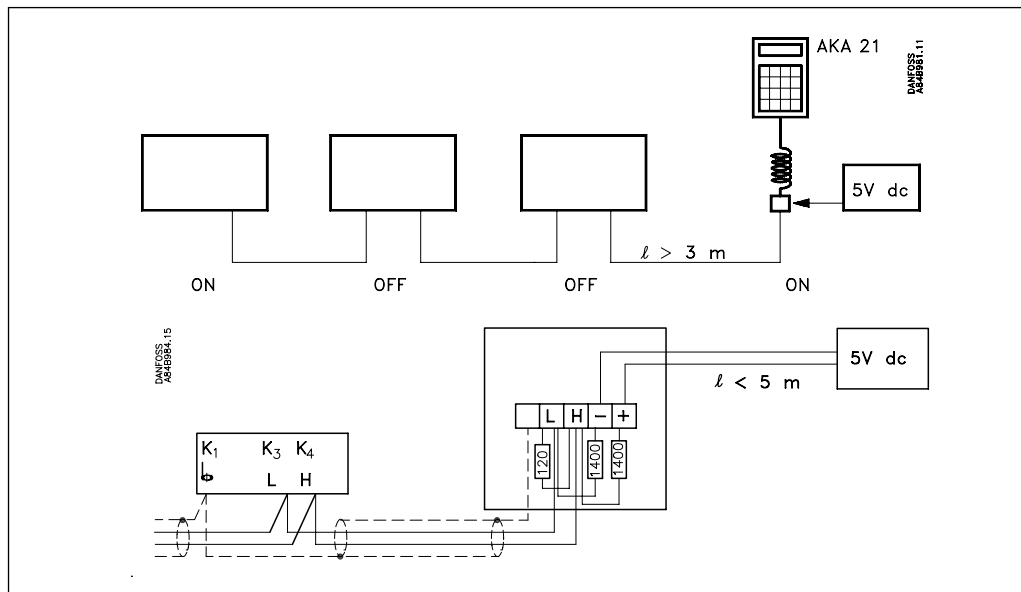 AKA 21
DANFOSS
A84B981.11
5V dc
ℓ > 3 m
ON
OFF
OFF
ON
DANFOSS
A84B984.15
5V dc
ℓ < 5 m
L H − +
120
1400
1400
K₁ K₃ K₄
L H